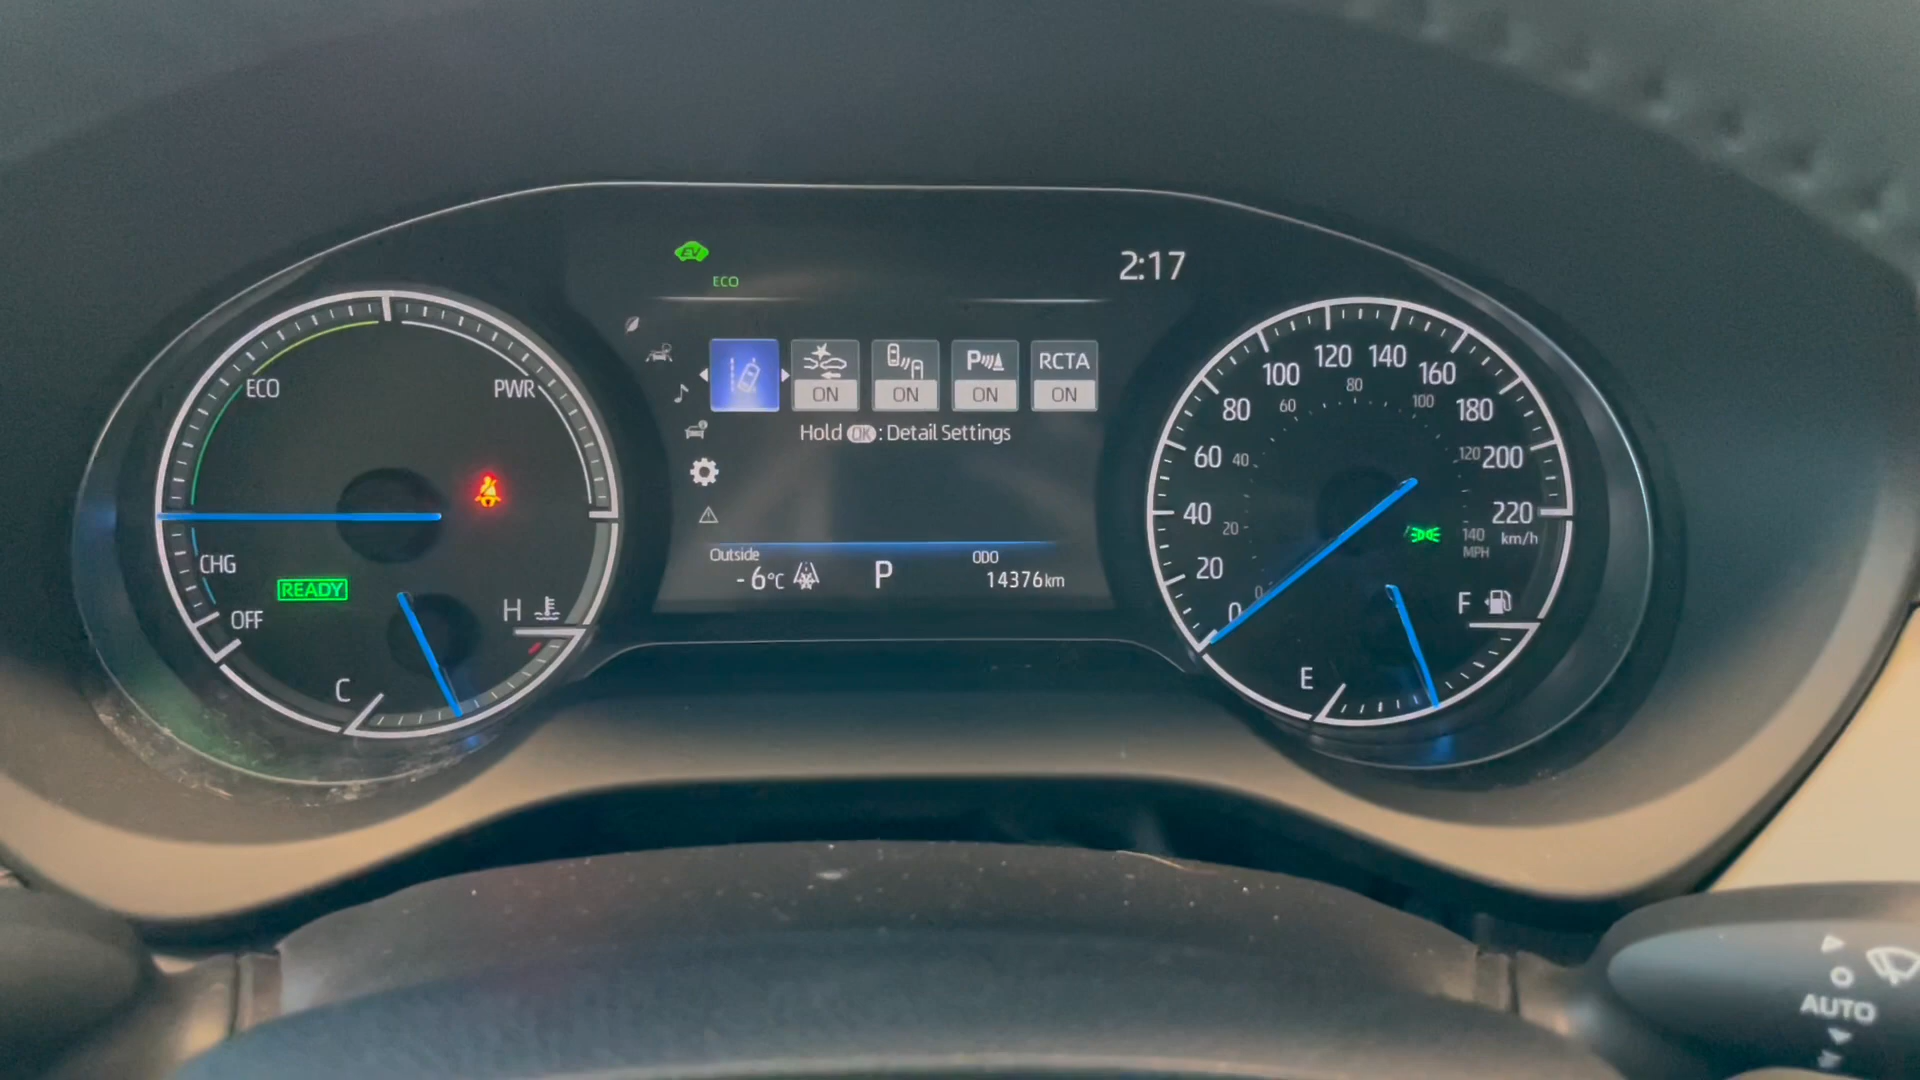 EV
ECO
2:17
ON
ON
P
ON
RCTA
ON
Hold OK : Detail Settings
Outside
-6°C
P
ODO
14376km
ECO
PWR
CHG
OFF
READY
H
C
0
20
40
60
80
100
120
140
160
180
200
220
km/h
0
20
40
60
80
100
120
140
MPH
F
E
AUTO